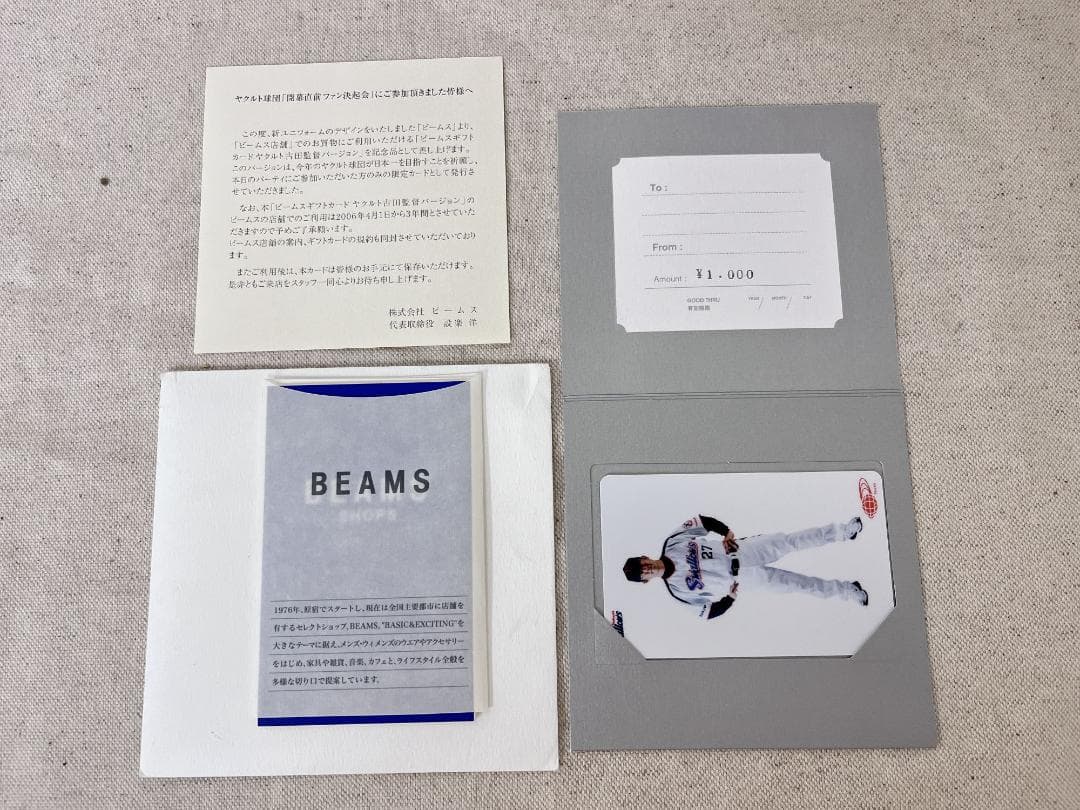 ヤクルト球団「開幕直前ファン決起会」にご参加頂きました皆様へ
この度、新ユニフォームのデザインをいたしました「ビームス」より、
「ビームス店舗」でのお買物にご利用いただける「ビームスギフト
カード ヤクルト古田監督バージョン」を記念品として差し上げます。
このバージョンは、今年のヤクルト球団が日本一を目指すことを祈願し、
本日のパーティにご参加いただいた方のみの限定カードとして発行さ
せていただきました。
なお、本「ビームスギフトカード ヤクルト古田監督バージョン」の
ビームスの店舗でのご利用は2006年4月1日から3年間とさせていた
だきますので予めご了承願います。
ビームス店舗の案内、ギフトカードの規約も同封させていただいており
ます。
またご利用後は、本カードは皆様のお手元にて保存いただけます。
是非ともご来店をスタッフ一同心よりお待ち申し上げます。
株式会社 ビームス
代表取締役 設楽 洋
To :
From :
Amount : ¥1.000
GOOD THRU YEAR / MONTH / DAY
有効期限
BEAMS
SHOPS
1976年、原宿でスタートし、現在は全国主要都市に店舗を
有するセレクトショップ、BEAMS。"BASIC&EXCITING"を
大きなテーマに据え、メンズ・ウィメンズのウエアやアクセサリー
をはじめ、家具や雑貨、音楽、カフェと、ライフスタイル全般を
多様な切り口で提案しています。
Swallows
27